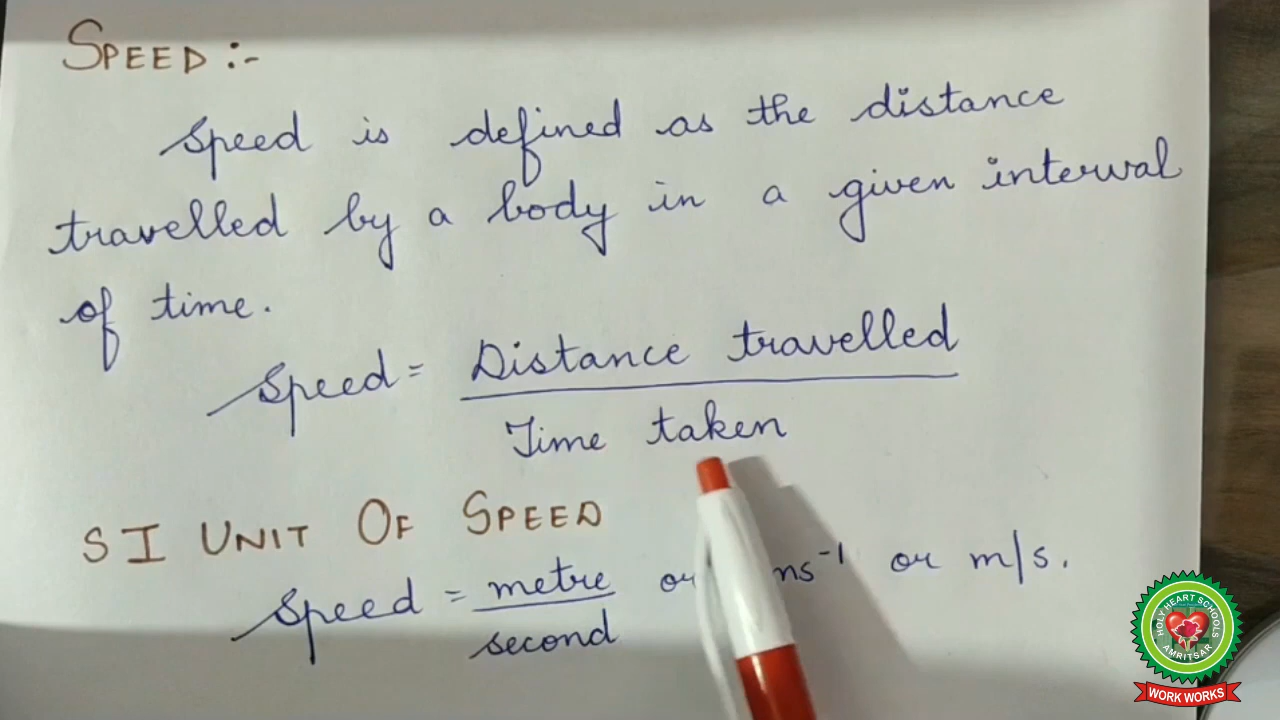 SPEED :-
Speed is defined as the distance
travelled by a body in a given interval
of time.
Speed = Distance travelled
Time taken
SI UNIT OF SPEED
Speed = metre or ms⁻¹ or m/s.
second
HOLY HEART SCHOOLS
AMRITSAR
WORK WORKS